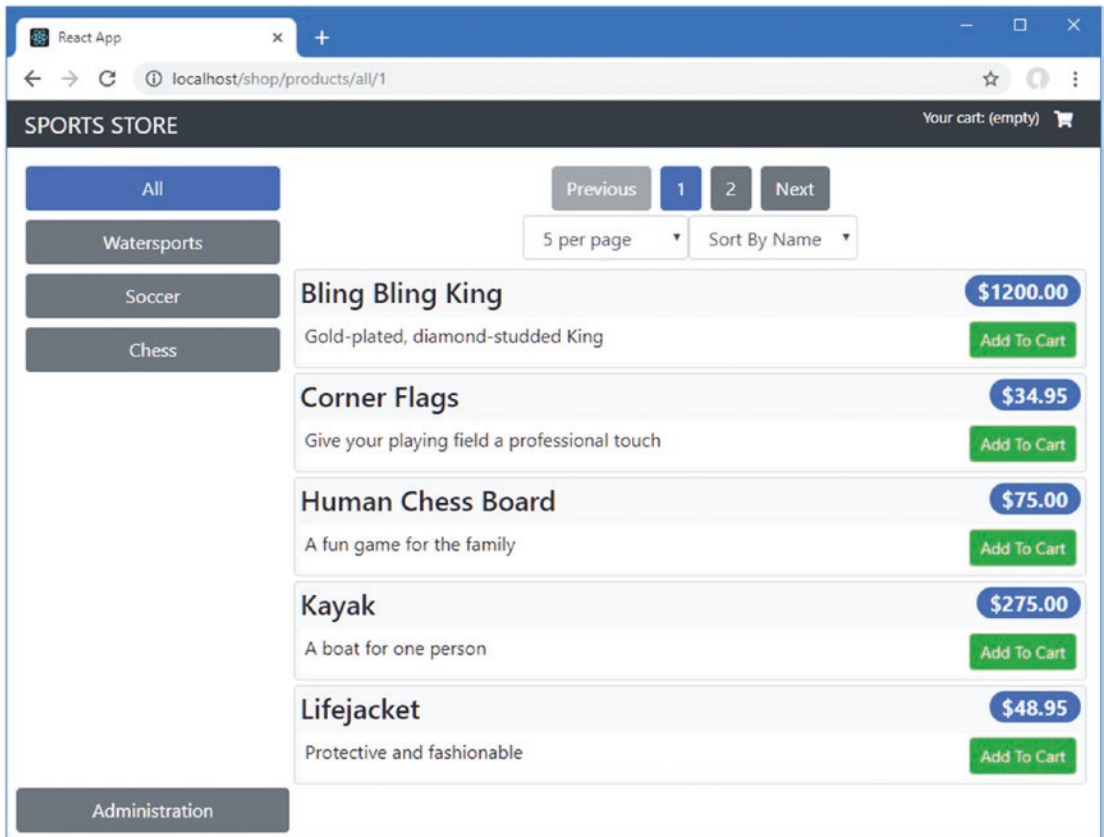 React App
localhost/shop/products/all/1
SPORTS STORE
Your cart: (empty)
All
Watersports
Soccer
Chess
Previous 1 2 Next
5 per page Sort By Name
Bling Bling King $1200.00
Gold-plated, diamond-studded King Add To Cart
Corner Flags $34.95
Give your playing field a professional touch Add To Cart
Human Chess Board $75.00
A fun game for the family Add To Cart
Kayak $275.00
A boat for one person Add To Cart
Lifejacket $48.95
Protective and fashionable Add To Cart
Administration